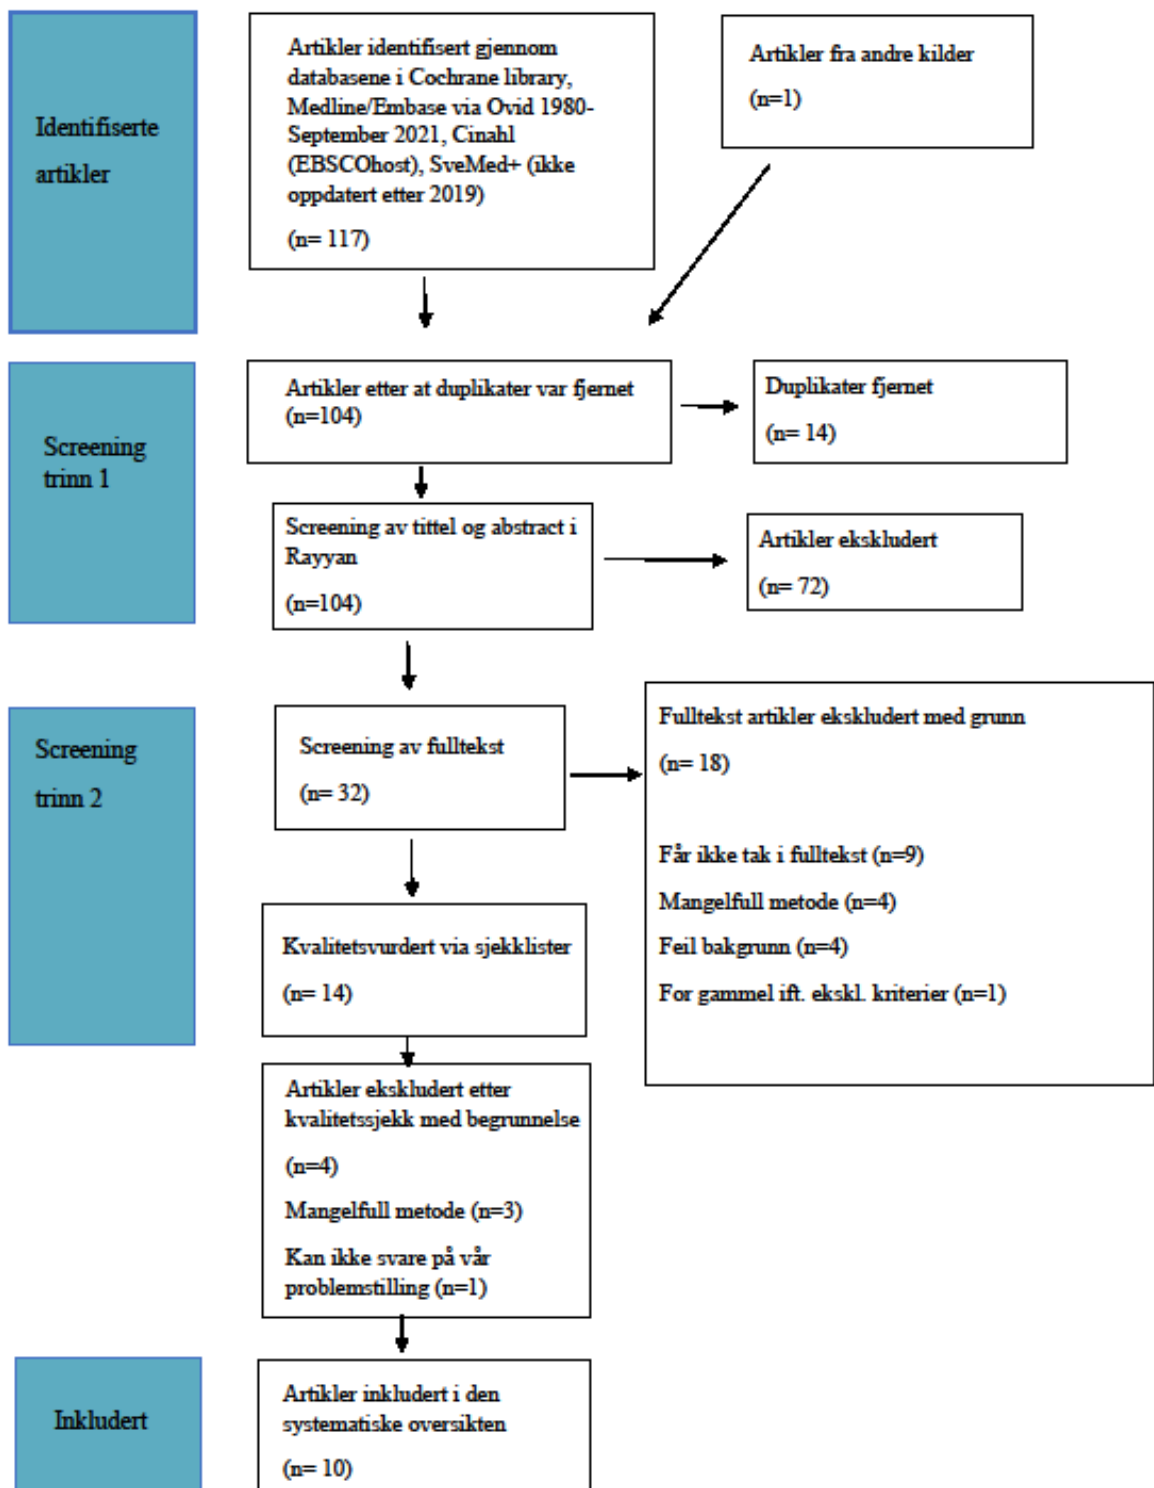 Identifiserte
artikler
Artikler identifisert gjennom
databasene i Cochrane library,
Medline/Embase via Ovid 1980-
September 2021, Cinahl
(EBSCOhost), SveMed+ (ikke
oppdatert etter 2019)
(n= 117)
Artikler fra andre kilder
(n=1)
Screening
trinn 1
Artikler etter at duplikater var fjernet
(n=104)
Duplikater fjernet
(n= 14)
Screening av tittel og abstract i
Rayyan
(n=104)
Artikler ekskludert
(n= 72)
Screening
trinn 2
Screening av fulltekst
(n= 32)
Fulltekst artikler ekskludert med grunn
(n= 18)
Får ikke tak i fulltekst (n=9)
Mangelfull metode (n=4)
Feil bakgrunn (n=4)
For gammel ift. ekskl. kriterier (n=1)
Kvalitetsvurdert via sjekklister
(n= 14)
Artikler ekskludert etter
kvalitetssjekk med begrunnelse
(n=4)
Mangelfull metode (n=3)
Kan ikke svare på vår
problemstilling (n=1)
Inkludert
Artikler inkludert i den
systematiske oversikten
(n= 10)